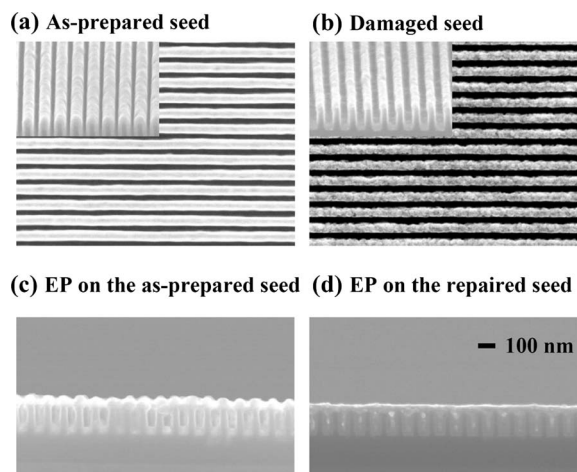 (a) As-prepared seed
(b) Damaged seed
(c) EP on the as-prepared seed
(d) EP on the repaired seed
100 nm